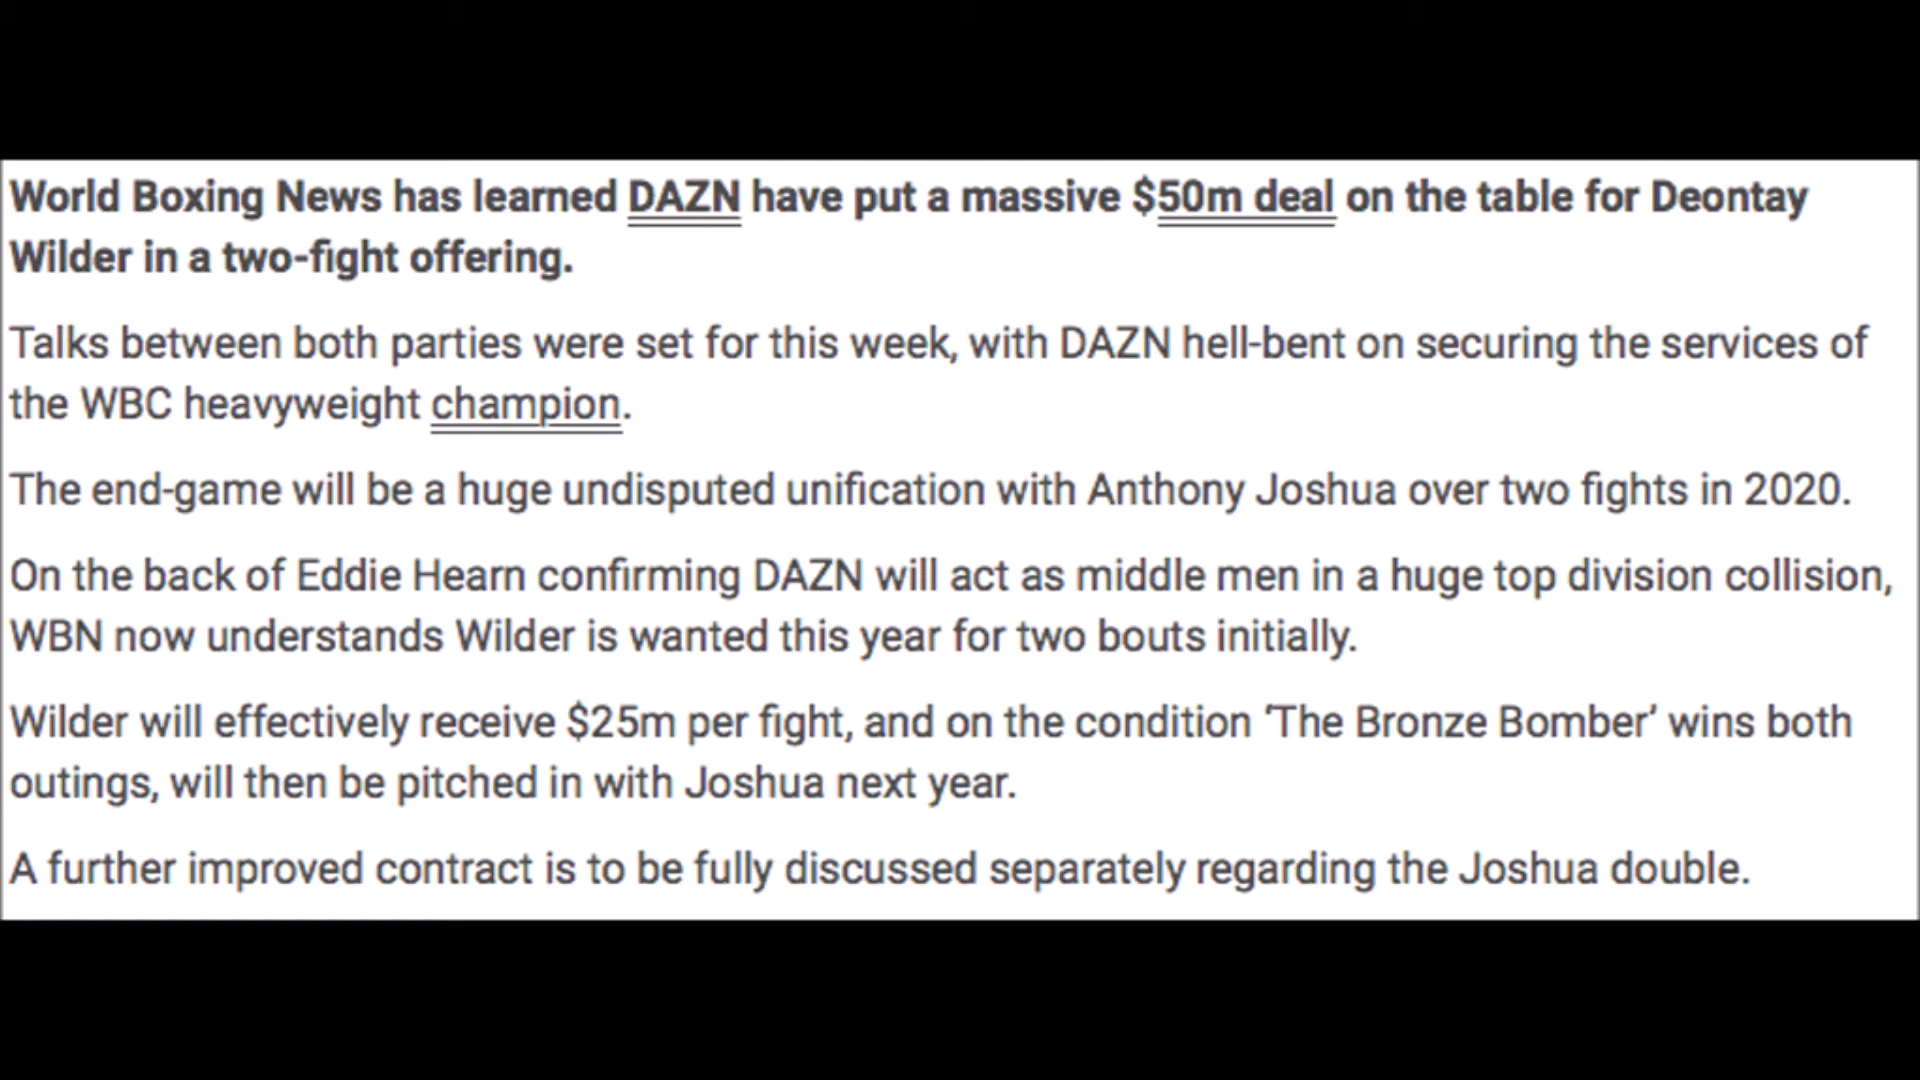 World Boxing News has learned DAZN have put a massive $50m deal on the table for Deontay
Wilder in a two-fight offering.
Talks between both parties were set for this week, with DAZN hell-bent on securing the services of
the WBC heavyweight champion.
The end-game will be a huge undisputed unification with Anthony Joshua over two fights in 2020.
On the back of Eddie Hearn confirming DAZN will act as middle men in a huge top division collision,
WBN now understands Wilder is wanted this year for two bouts initially.
Wilder will effectively receive $25m per fight, and on the condition ‘The Bronze Bomber’ wins both
outings, will then be pitched in with Joshua next year.
A further improved contract is to be fully discussed separately regarding the Joshua double.